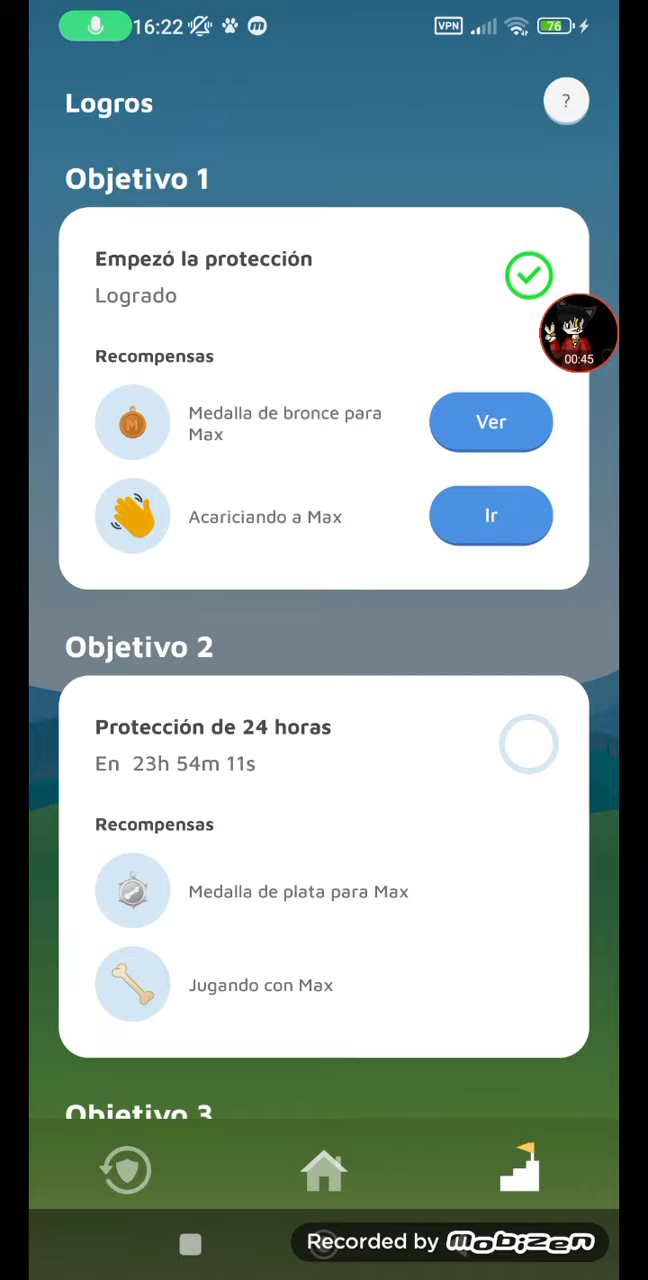 16:22
VPN
76
Logros
?
Objetivo 1
Empezó la protección
Logrado
00:45
Recompensas
M
Medalla de bronce para
Max
Ver
Acariciando a Max
Ir
Objetivo 2
Protección de 24 horas
En 23h 54m 11s
Recompensas
Medalla de plata para Max
Jugando con Max
Objetivo 3
Recorded by Mobizen